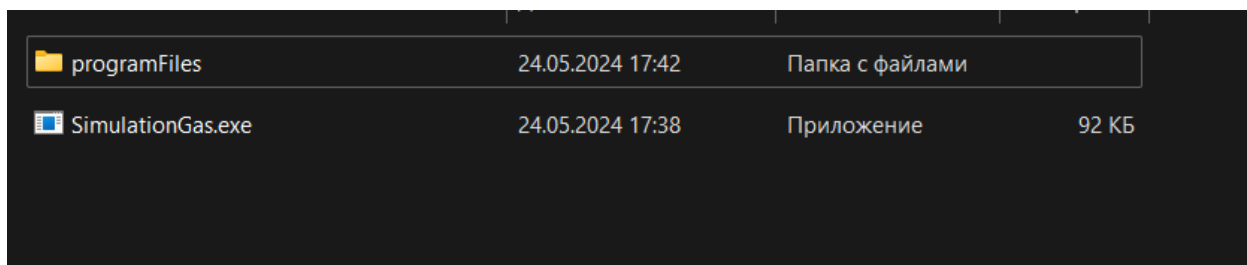 programFiles 24.05.2024 17:42 Папка с файлами
SimulationGas.exe 24.05.2024 17:38 Приложение 92 КБ